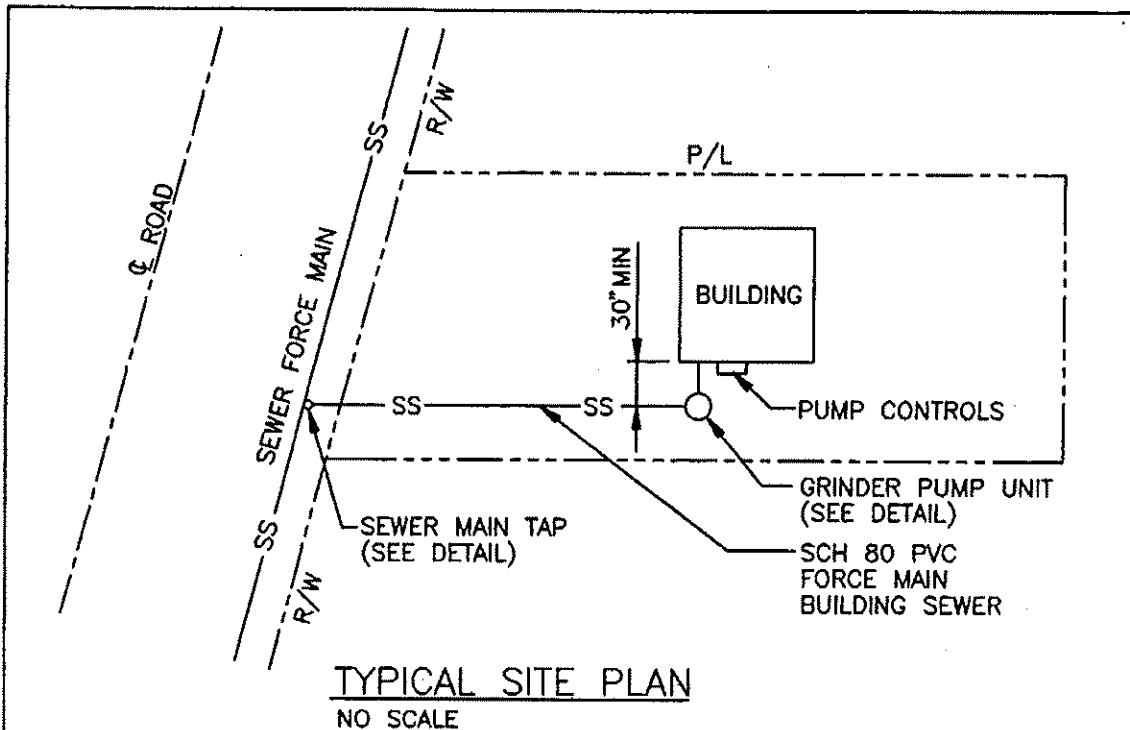 ℄ ROAD
SS
R/W
SEWER FORCE MAIN
SS
R/W
P/L
30" MIN
BUILDING
PUMP CONTROLS
SS
SS
GRINDER PUMP UNIT
(SEE DETAIL)
SEWER MAIN TAP
(SEE DETAIL)
SCH 80 PVC
FORCE MAIN
BUILDING SEWER
TYPICAL SITE PLAN
NO SCALE